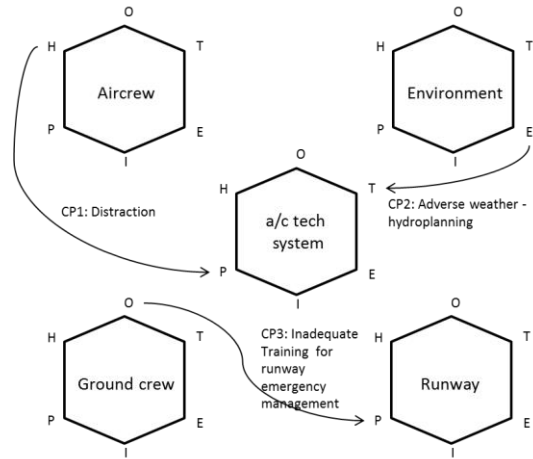 O
H
T
Aircrew
P
E
I
O
H
T
Environment
P
E
I
CP1: Distraction
O
H
T
a/c tech
system
P
E
I
CP2: Adverse weather -
hydroplanning
O
H
T
Ground crew
P
E
I
CP3: Inadequate
Training for
runway
emergency
management
O
H
T
Runway
P
E
I